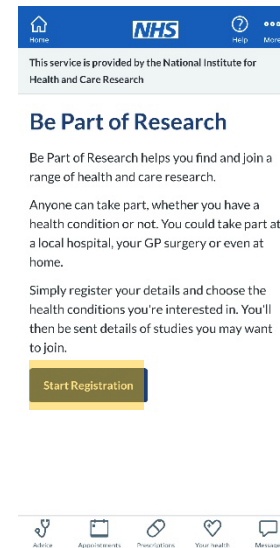 NHS
Home
Help
More
This service is provided by the National Institute for
Health and Care Research
Be Part of Research
Be Part of Research helps you find and join a
range of health and care research.
Anyone can take part, whether you have a
health condition or not. You could take part at
a local hospital, your GP surgery or even at
home.
Simply register your details and choose the
health conditions you're interested in. You'll
then be sent details of studies you may want
to join.
Start Registration
Advice
Appointments
Prescriptions
Your health
Messages